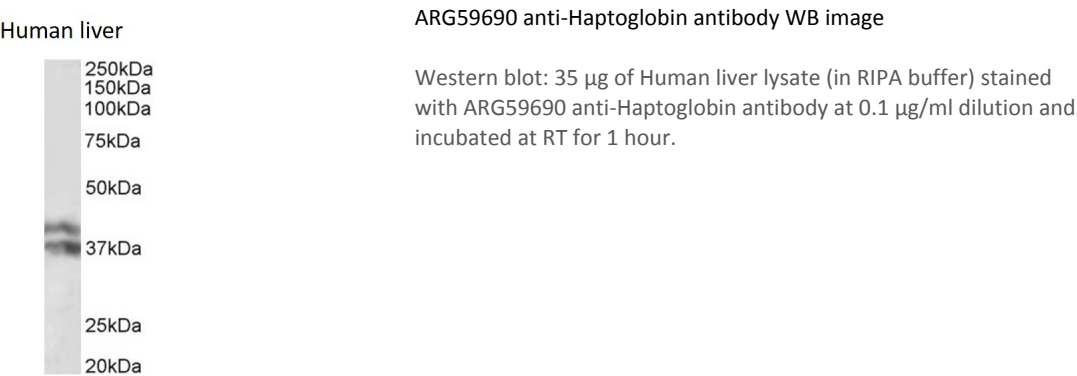 Human liver
250kDa
150kDa
100kDa
75kDa
50kDa
37kDa
25kDa
20kDa
ARG59690 anti-Haptoglobin antibody WB image
Western blot: 35 µg of Human liver lysate (in RIPA buffer) stained
with ARG59690 anti-Haptoglobin antibody at 0.1 µg/ml dilution and
incubated at RT for 1 hour.